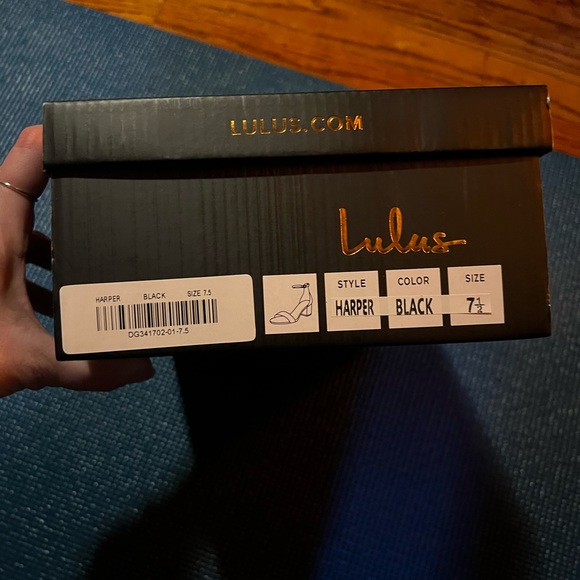 LULUS.COM
Lulus
HARPER BLACK SIZE 7.5
DG341702-01-7.5
STYLE COLOR SIZE
HARPER BLACK 7½